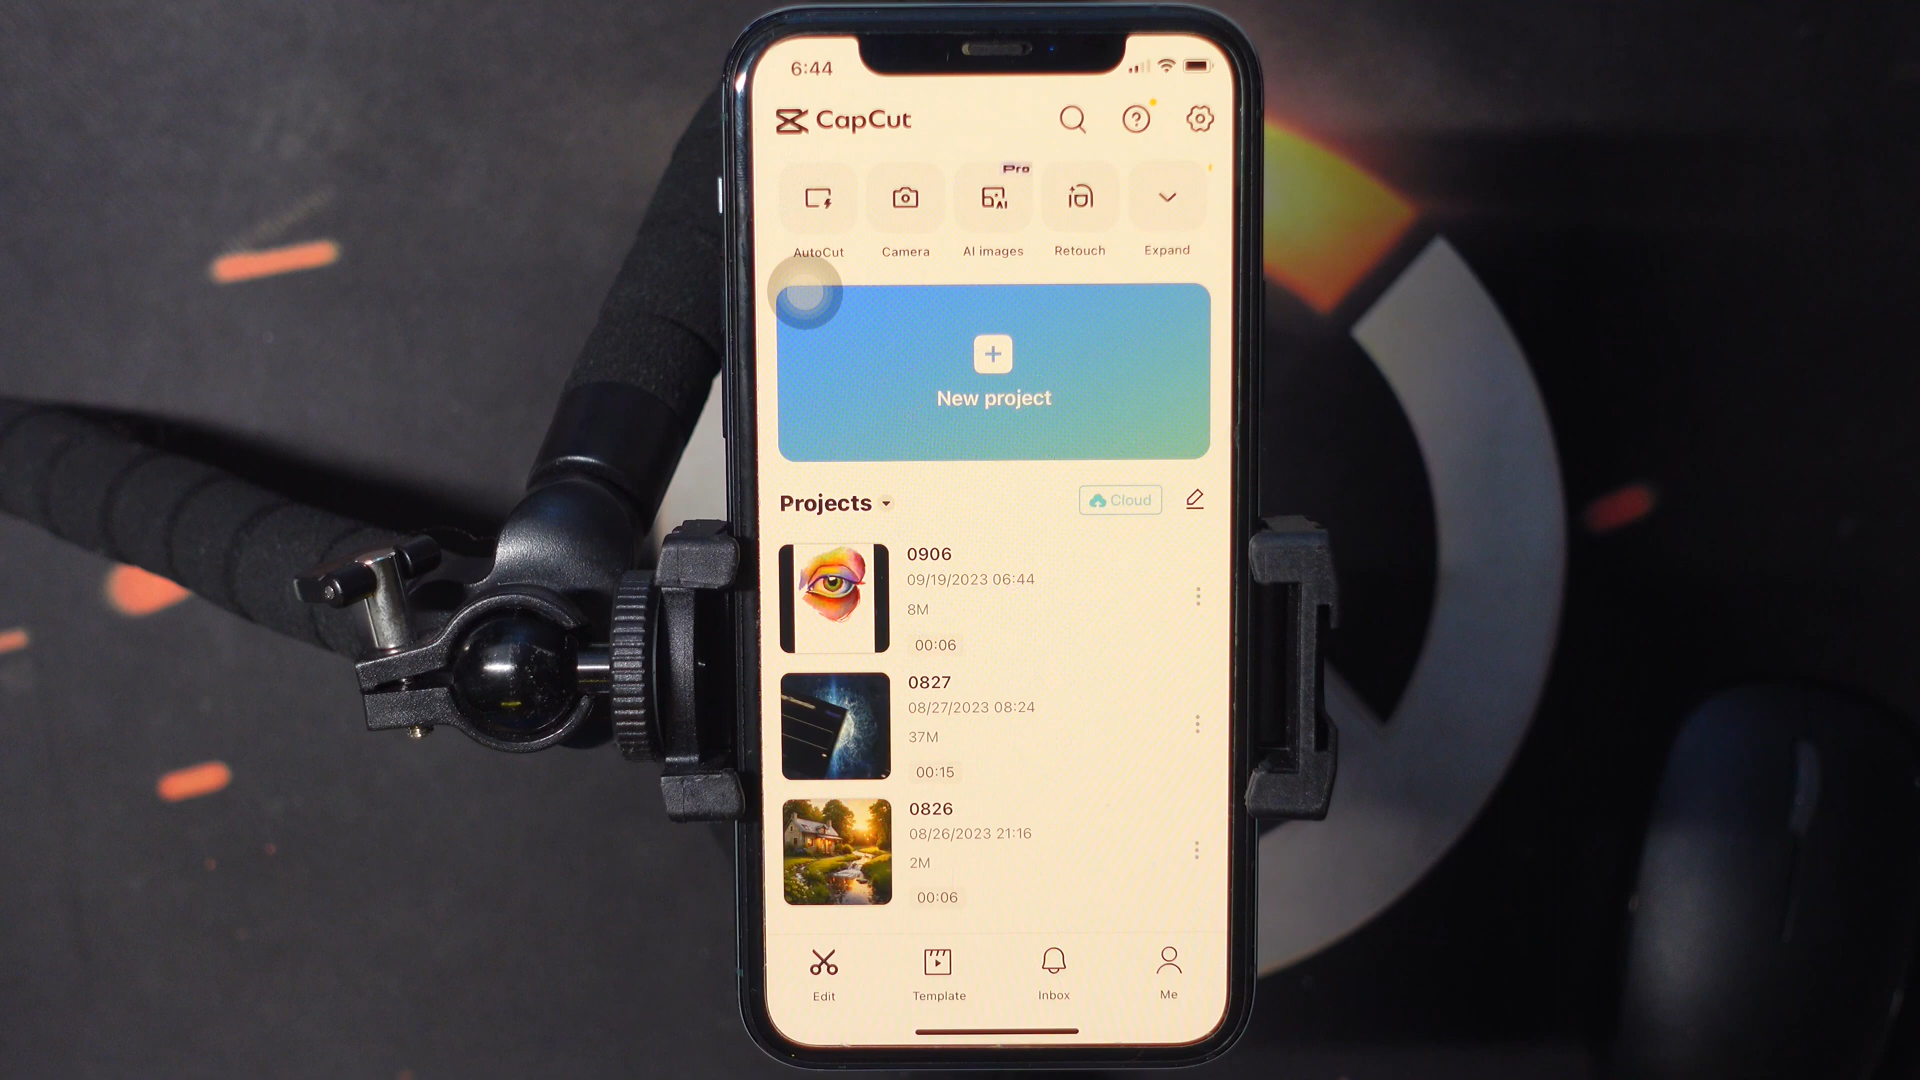 6:44
CapCut
Pro
AutoCut
Camera
AI images
Retouch
Expand
New project
Projects
Cloud
0906
09/19/2023 06:44
8M
00:06
0827
08/27/2023 08:24
37M
00:15
0826
08/26/2023 21:16
2M
00:06
Edit
Template
Inbox
Me